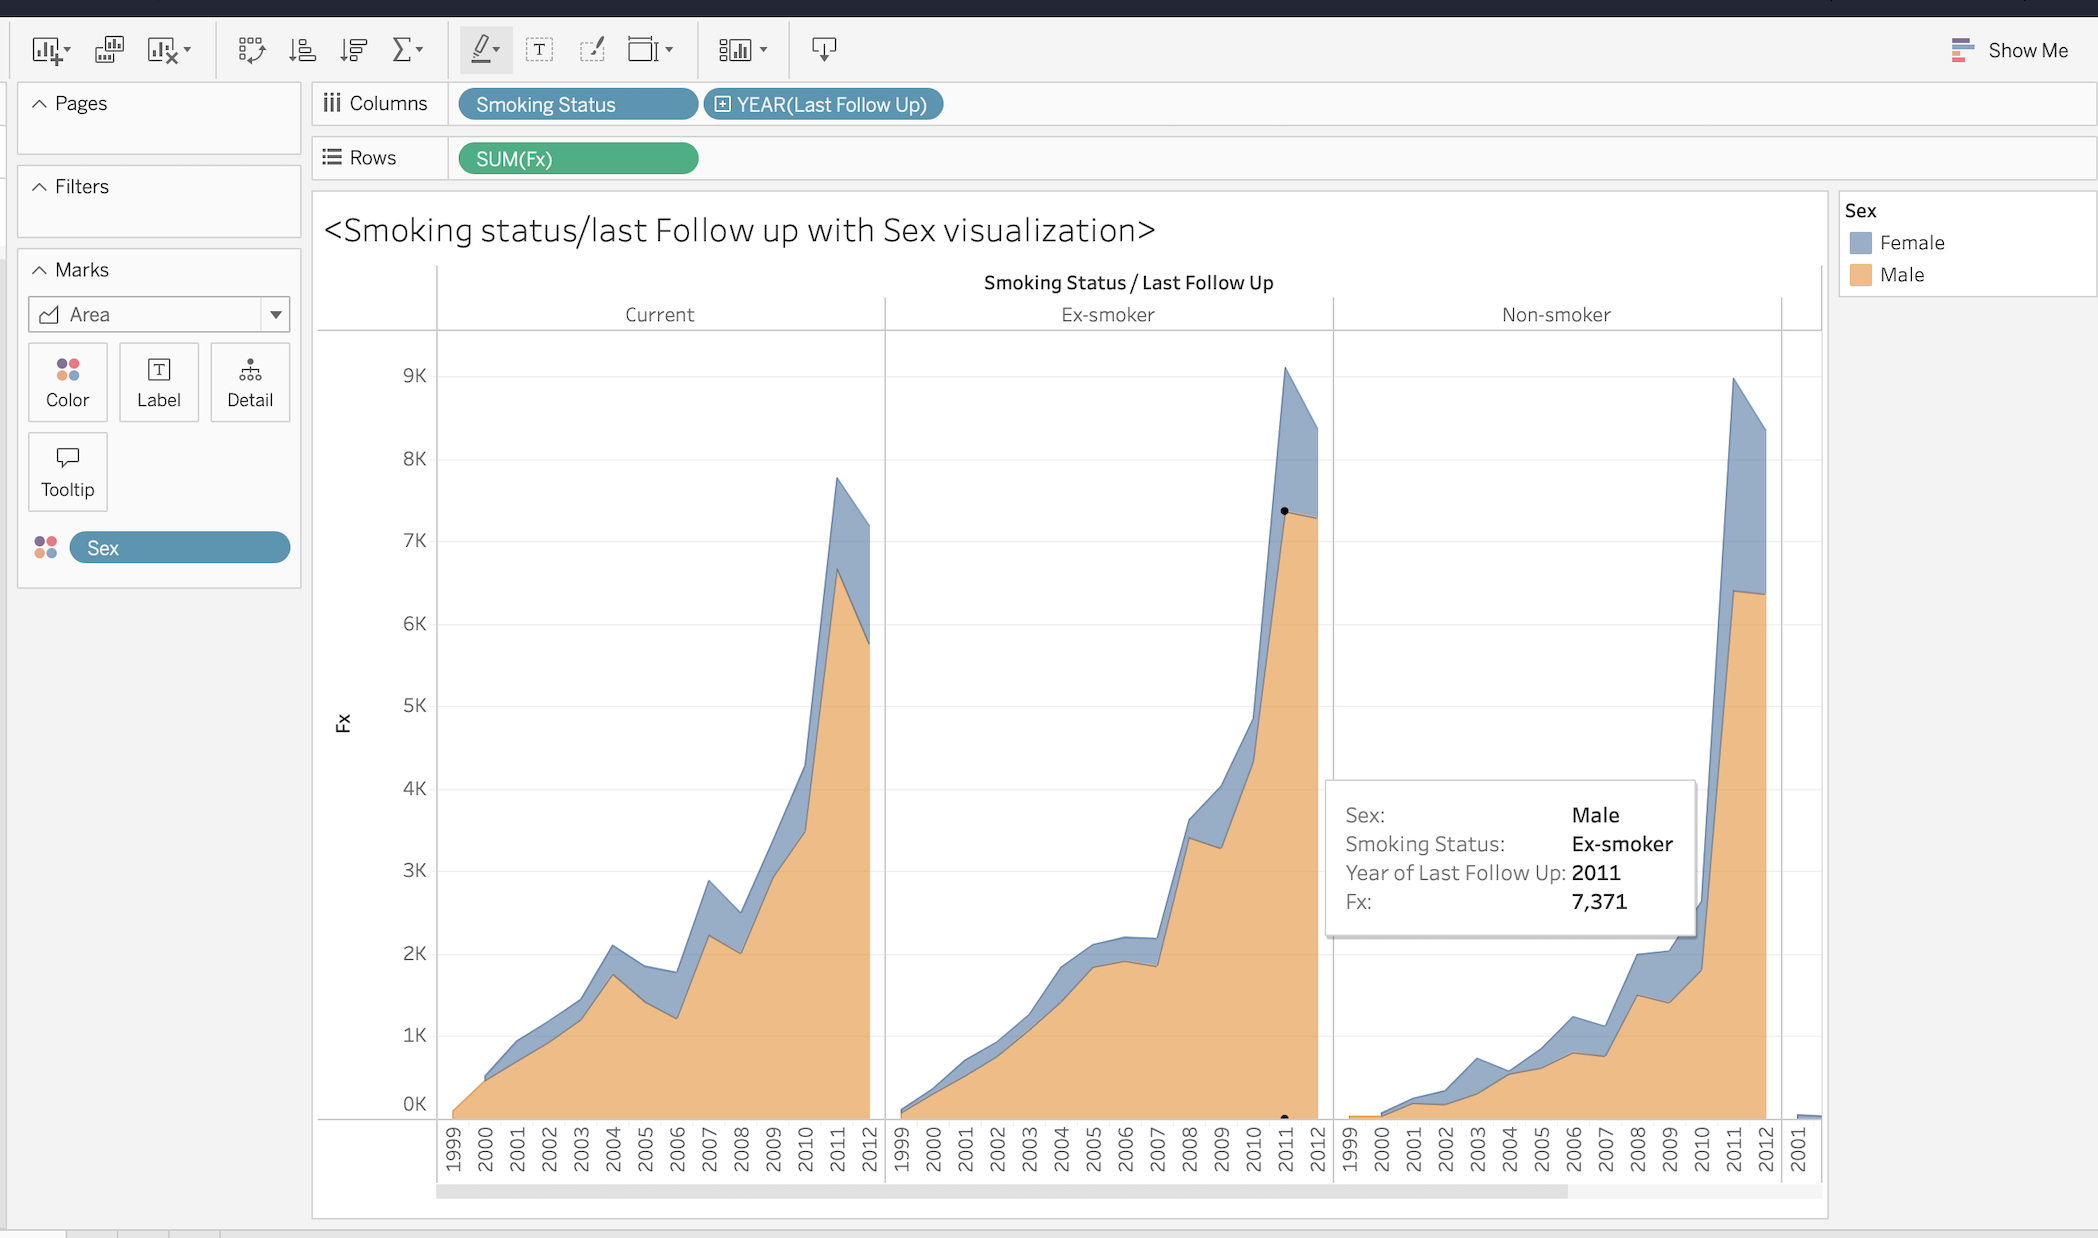 Show Me
Pages
Columns
Smoking Status
YEAR(Last Follow Up)
Rows
SUM(Fx)
Filters
Marks
Area
Color
Label
Detail
Tooltip
Sex
<Smoking status/last Follow up with Sex visualization>
Smoking Status / Last Follow Up
Current
Ex-smoker
Non-smoker
9K
8K
7K
6K
5K
4K
3K
2K
1K
0K
Fx
1999 2000 2001 2002 2003 2004 2005 2006 2007 2008 2009 2010 2011 2012
1999 2000 2001 2002 2003 2004 2005 2006 2007 2008 2009 2010 2011 2012
1999 2000 2001 2002 2003 2004 2005 2006 2007 2008 2009 2010 2011 2012
2001
Sex: Male
Smoking Status: Ex-smoker
Year of Last Follow Up: 2011
Fx: 7,371
Sex
Female
Male